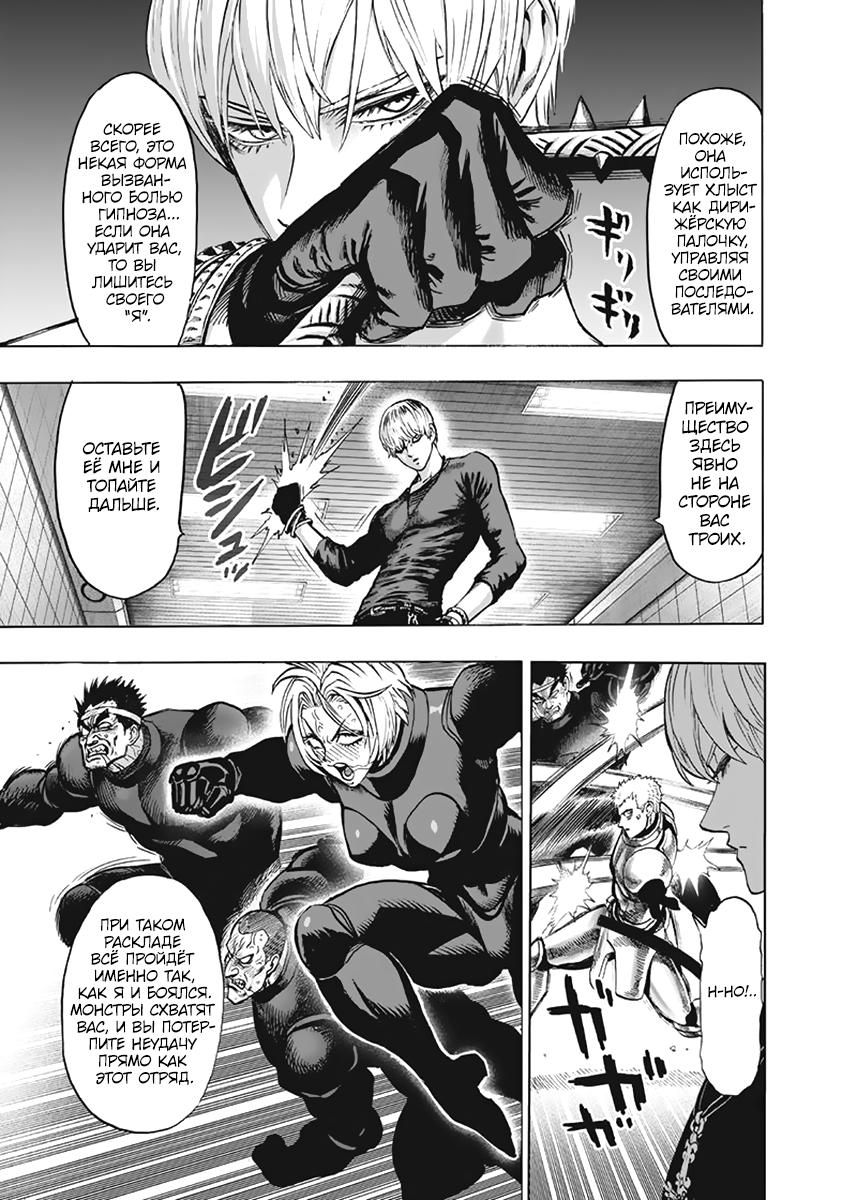 ПОХОЖЕ,
ОНА
ИСПОЛЬ-
ЗУЕТ ХЛЫСТ
КАК ДИРИ-
ЖЁРСКУЮ
ПАЛОЧКУ,
УПРАВЛЯЯ
СВОИМИ
ПОСЛЕДО-
ВАТЕЛЯМИ.
ギリギリ
СКОРЕЕ
ВСЕГО, ЭТО
НЕКАЯ ФОРМА
ВЫЗВАН-
НОГО БОЛЬЮ
ГИПНОЗА...
ЕСЛИ ОНА
УДАРИТ ВАС,
ТО ВЫ
ЛИШИТЕСЬ
СВОЕГО
"Я".
ПРЕИМУ-
ЩЕСТВО
ЗДЕСЬ
ЯВНО
НЕ НА
СТОРОНЕ
ВАС
ТРОИХ.
ビシュッ
ОСТАВЬТЕ
ЕЁ МНЕ И
ТОПАЙТЕ
ДАЛЬШЕ.
Н-НО!..
ガガガ
ПРИ ТАКОМ
РАСКЛАДЕ
ВСЁ ПРОЙДЁТ
ИМЕННО ТАК,
КАК Я И БОЯЛСЯ.
МОНСТРЫ СХВАТЯТ
ВАС, И ВЫ ПОТЕР-
ПИТЕ НЕУДАЧУ
ПРЯМО КАК
ЭТОТ ОТРЯД.